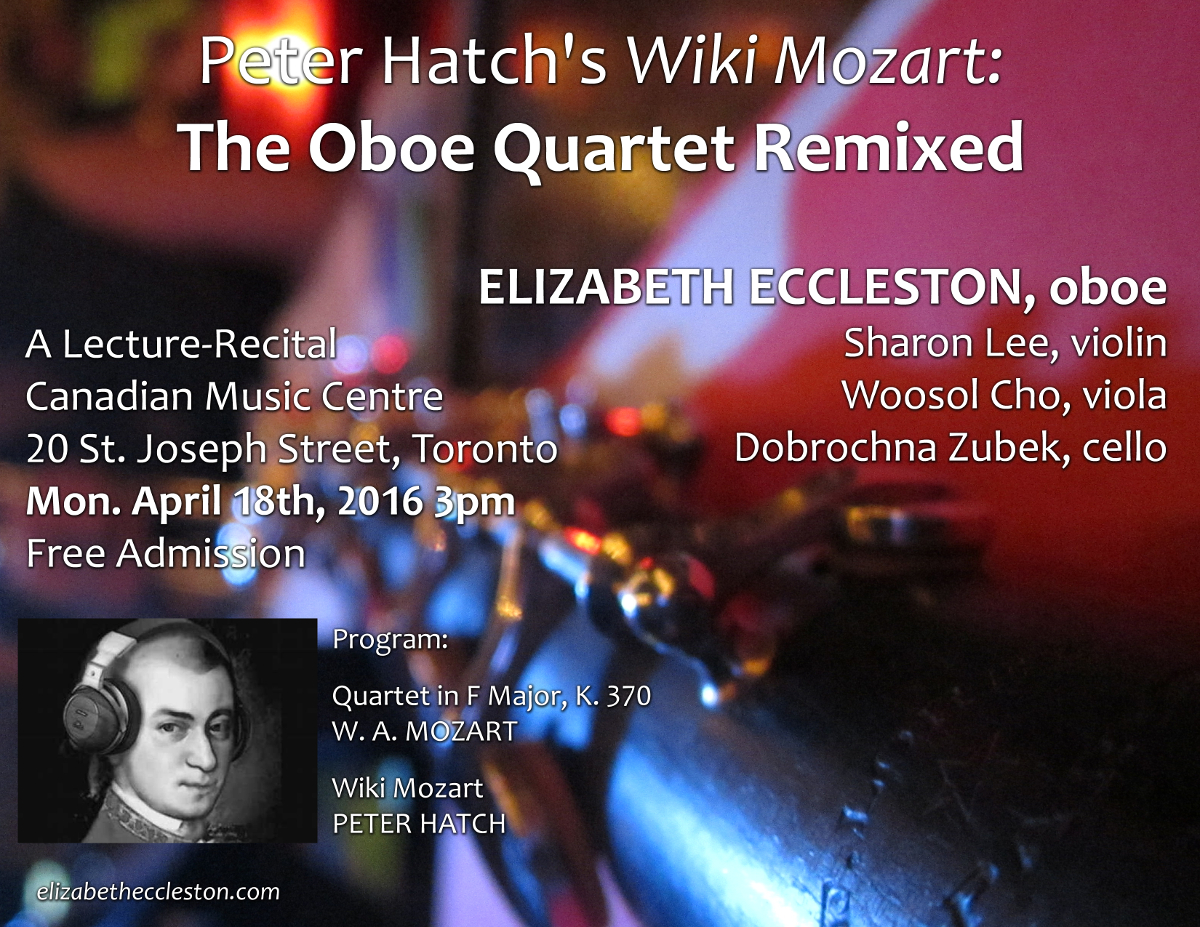 Peter Hatch's Wiki Mozart:
The Oboe Quartet Remixed
ELIZABETH ECCLESTON, oboe
Sharon Lee, violin
Woosol Cho, viola
Dobrochna Zubek, cello
A Lecture-Recital
Canadian Music Centre
20 St. Joseph Street, Toronto
Mon. April 18th, 2016 3pm
Free Admission
Program:
Quartet in F Major, K. 370
W. A. MOZART
Wiki Mozart
PETER HATCH
elizabetheccleston.com